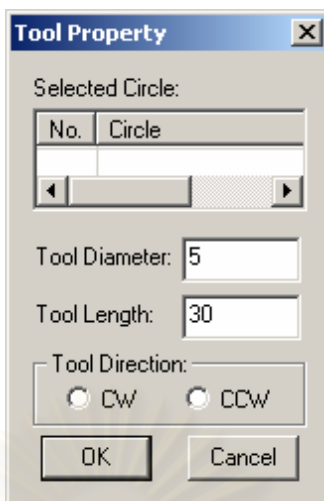 Tool Property
Selected Circle:
No. Circle
Tool Diameter: 5
Tool Length: 30
Tool Direction:
CW CCW
OK Cancel